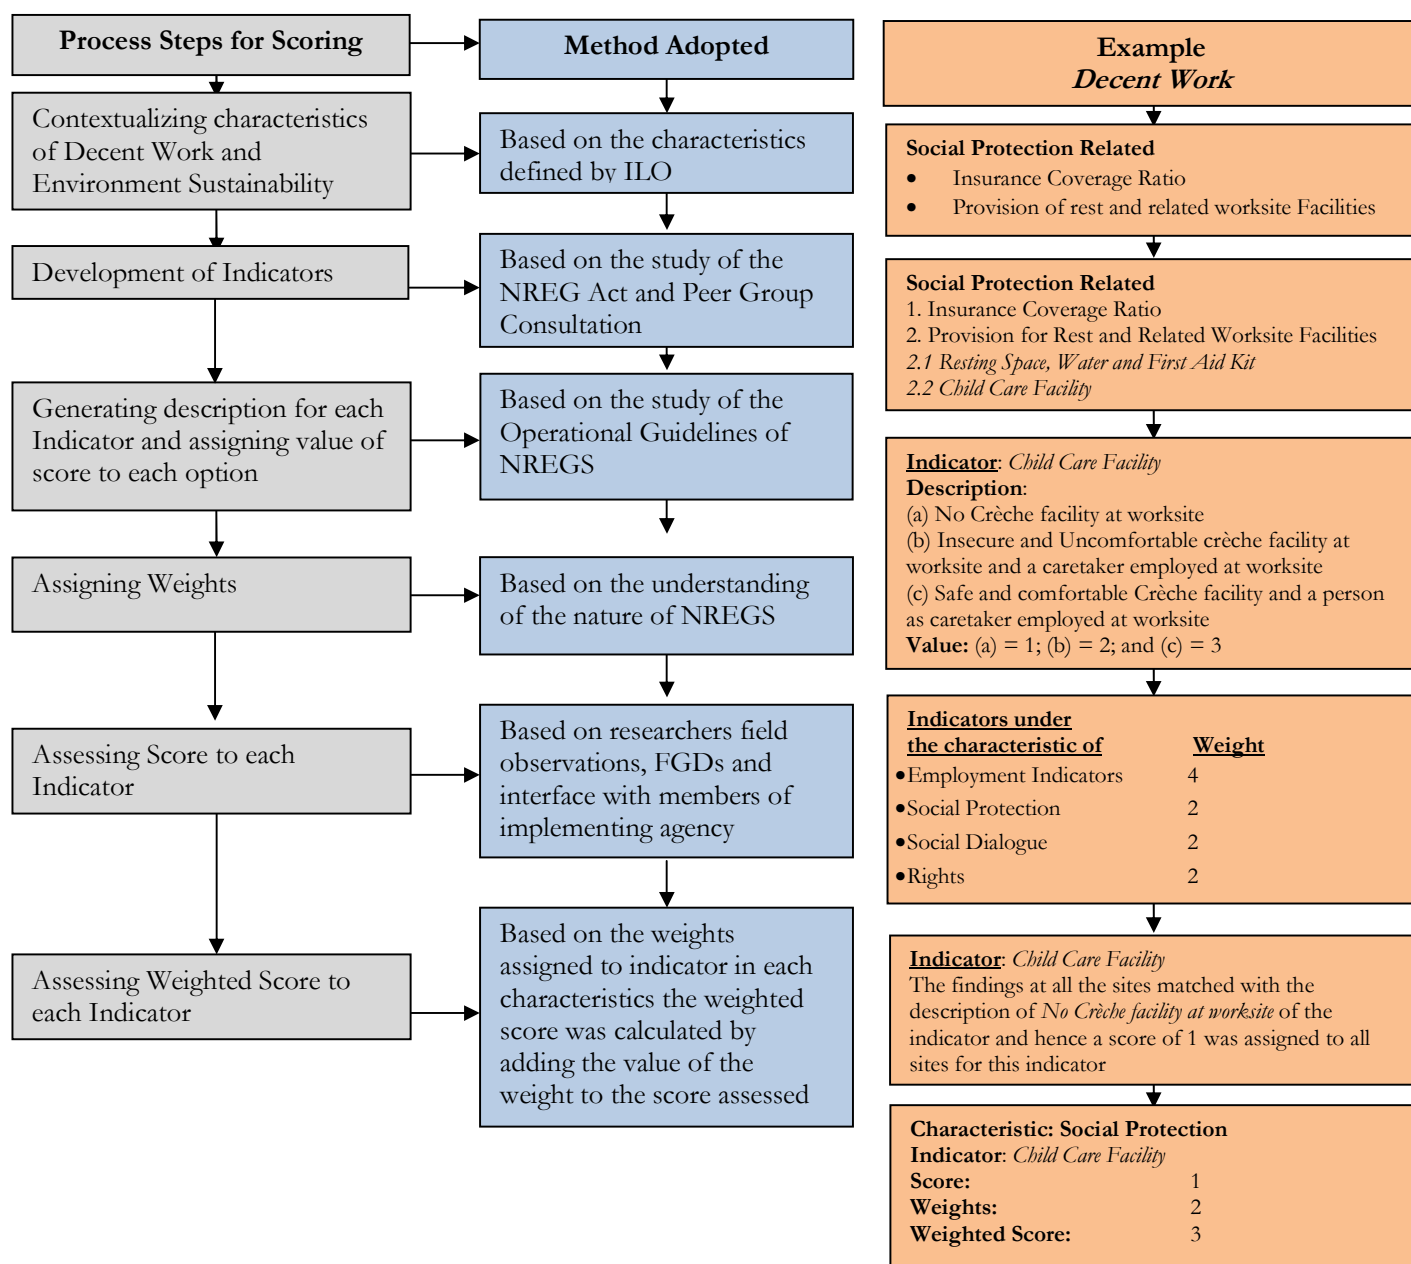 Process Steps for Scoring
Contextualizing characteristics
of Decent Work and
Environment Sustainability
Development of Indicators
Generating description for each
Indicator and assigning value of
score to each option
Assigning Weights
Assessing Score to each
Indicator
Assessing Weighted Score to
each Indicator
Method Adopted
Based on the characteristics
defined by ILO
Based on the study of the
NREG Act and Peer Group
Consultation
Based on the study of the
Operational Guidelines of
NREGS
Based on the understanding
of the nature of NREGS
Based on researchers field
observations, FGDs and
interface with members of
implementing agency
Based on the weights
assigned to indicator in each
characteristics the weighted
score was calculated by
adding the value of the
weight to the score assessed
Example
Decent Work
Social Protection Related
• Insurance Coverage Ratio
• Provision of rest and related worksite Facilities
Social Protection Related
1. Insurance Coverage Ratio
2. Provision for Rest and Related Worksite Facilities
2.1 Resting Space, Water and First Aid Kit
2.2 Child Care Facility
Indicator: Child Care Facility
Description:
(a) No Crèche facility at worksite
(b) Insecure and Uncomfortable crèche facility at
worksite and a caretaker employed at worksite
(c) Safe and comfortable Crèche facility and a person
as caretaker employed at worksite
Value: (a) = 1; (b) = 2; and (c) = 3
Indicators under
the characteristic of Weight
•Employment Indicators 4
•Social Protection 2
•Social Dialogue 2
•Rights 2
Indicator: Child Care Facility
The findings at all the sites matched with the
description of No Crèche facility at worksite of the
indicator and hence a score of 1 was assigned to all
sites for this indicator
Characteristic: Social Protection
Indicator: Child Care Facility
Score: 1
Weights: 2
Weighted Score: 3